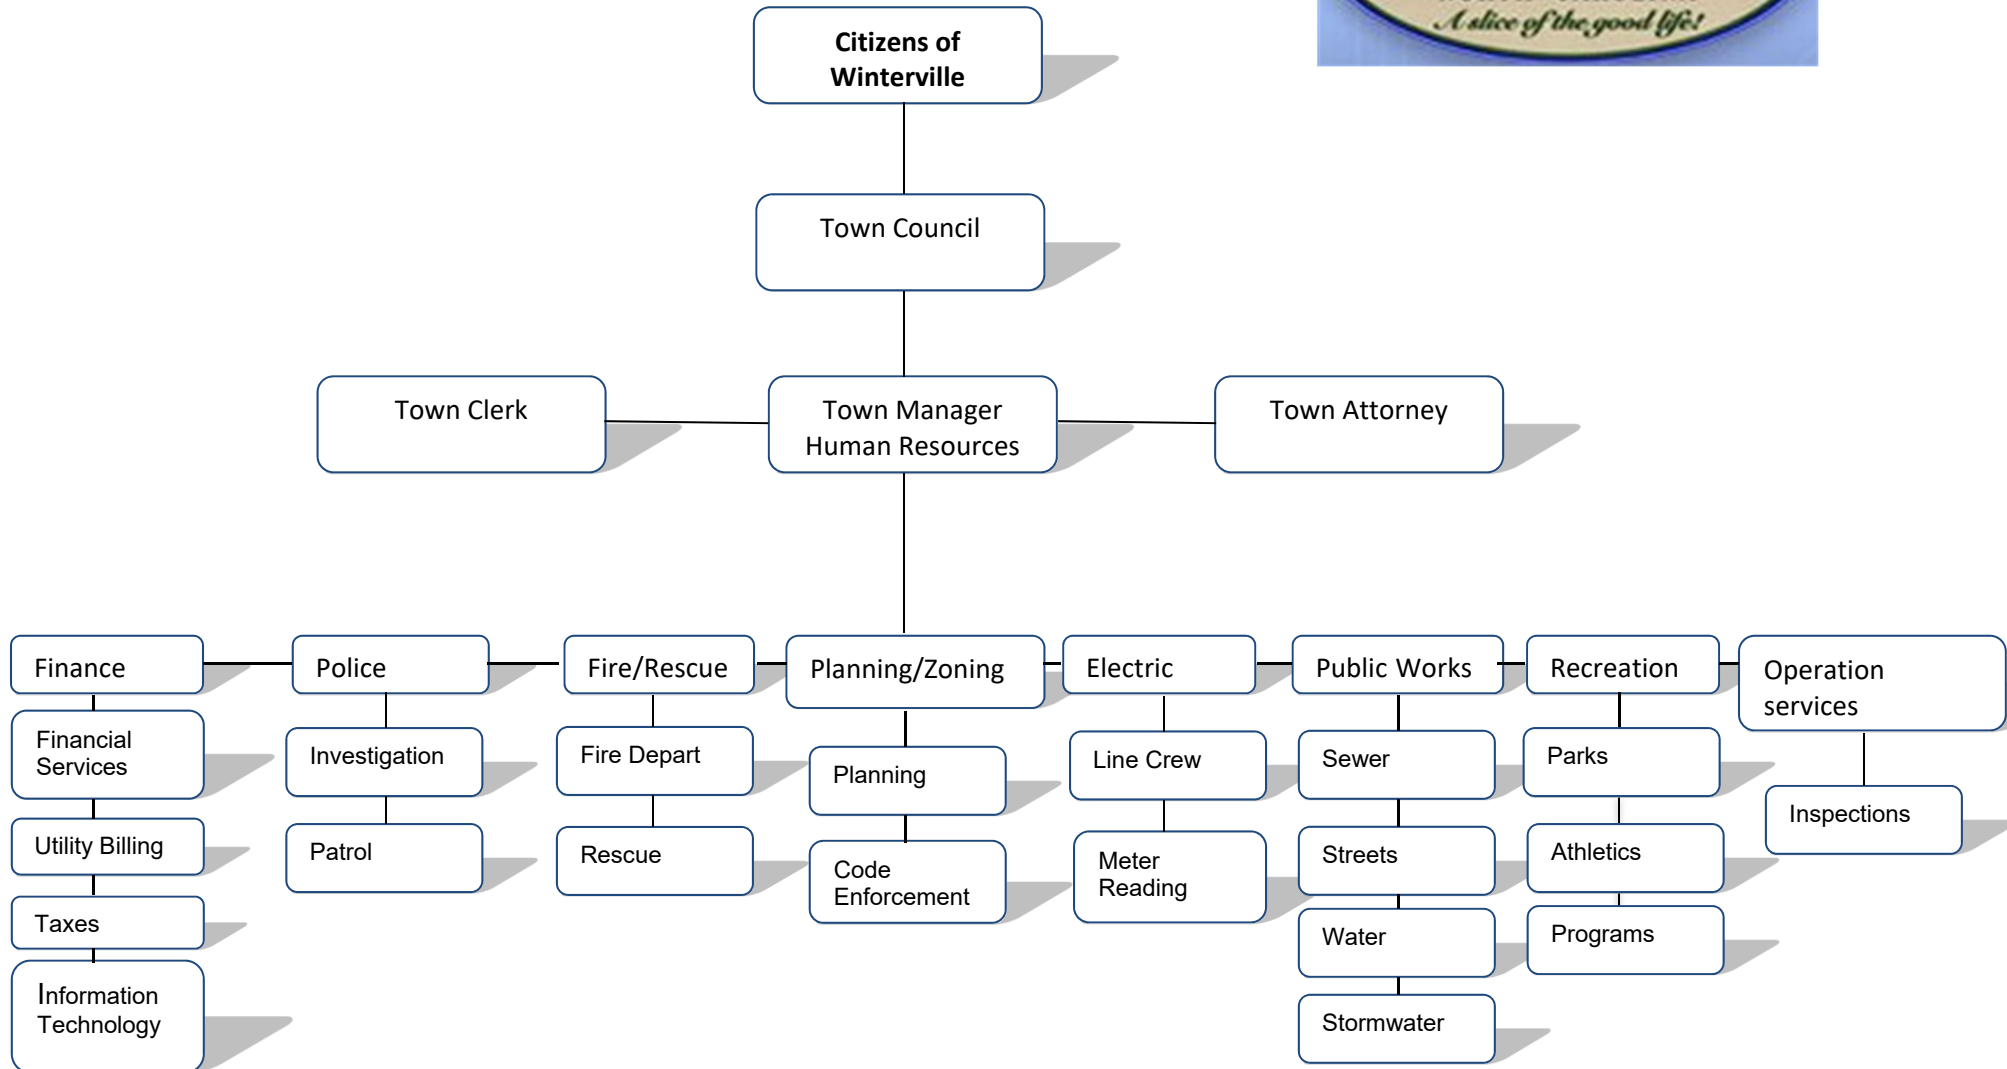 A slice of the good life!
Citizens of
Winterville
Town Council
Town Clerk
Town Manager
Human Resources
Town Attorney
Finance
Police
Fire/Rescue
Planning/Zoning
Electric
Public Works
Recreation
Operation
services
Financial
Services
Utility Billing
Taxes
Information
Technology
Investigation
Patrol
Fire Depart
Rescue
Planning
Code
Enforcement
Line Crew
Meter
Reading
Sewer
Streets
Water
Stormwater
Parks
Athletics
Programs
Inspections